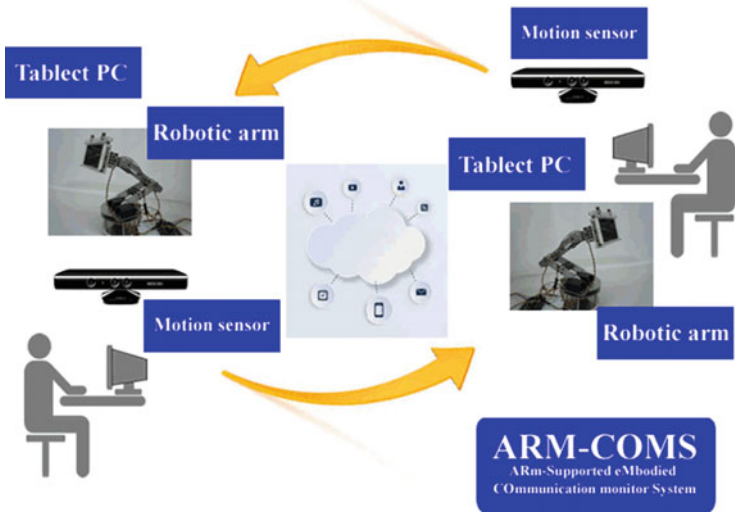 Motion sensor
Tablect PC
Robotic arm
Tablect PC
Motion sensor
Robotic arm
ARM-COMS
ARm-Supported eMbodied
COmmunication monitor System